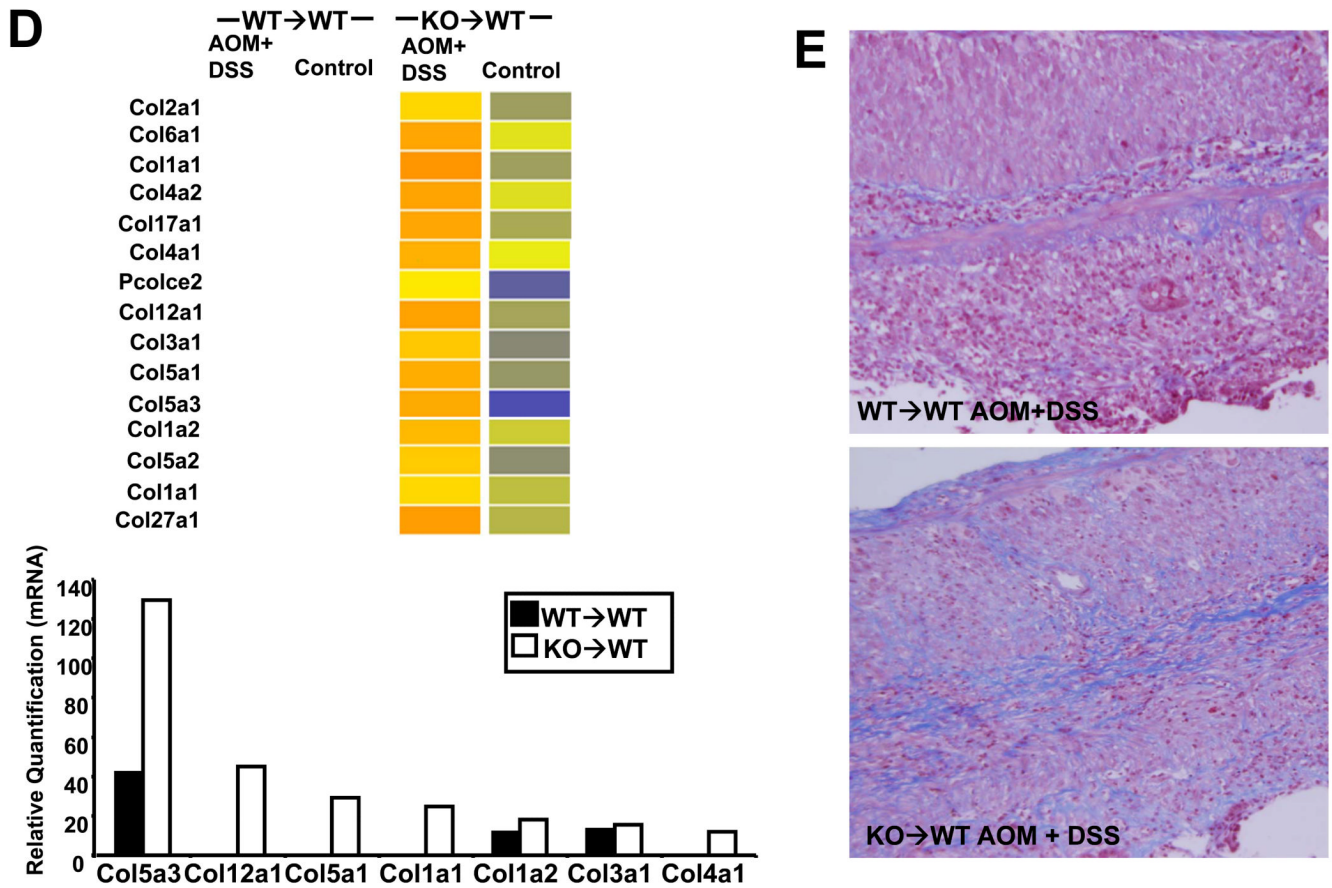 D
WT→WT KO→WT
AOM+ DSS Control AOM+ DSS Control
Col2a1
Col6a1
Col1a1
Col4a2
Col17a1
Col4a1
Pcolce2
Col12a1
Col3a1
Col5a1
Col5a3
Col1a2
Col5a2
Col1a1
Col27a1
Relative Quantification (mRNA)
140
120
100
80
60
40
20
0
WT→WT
KO→WT
Col5a3 Col12a1 Col5a1 Col1a1 Col1a2 Col3a1 Col4a1
E
WT→WT AOM+DSS
KO→WT AOM + DSS